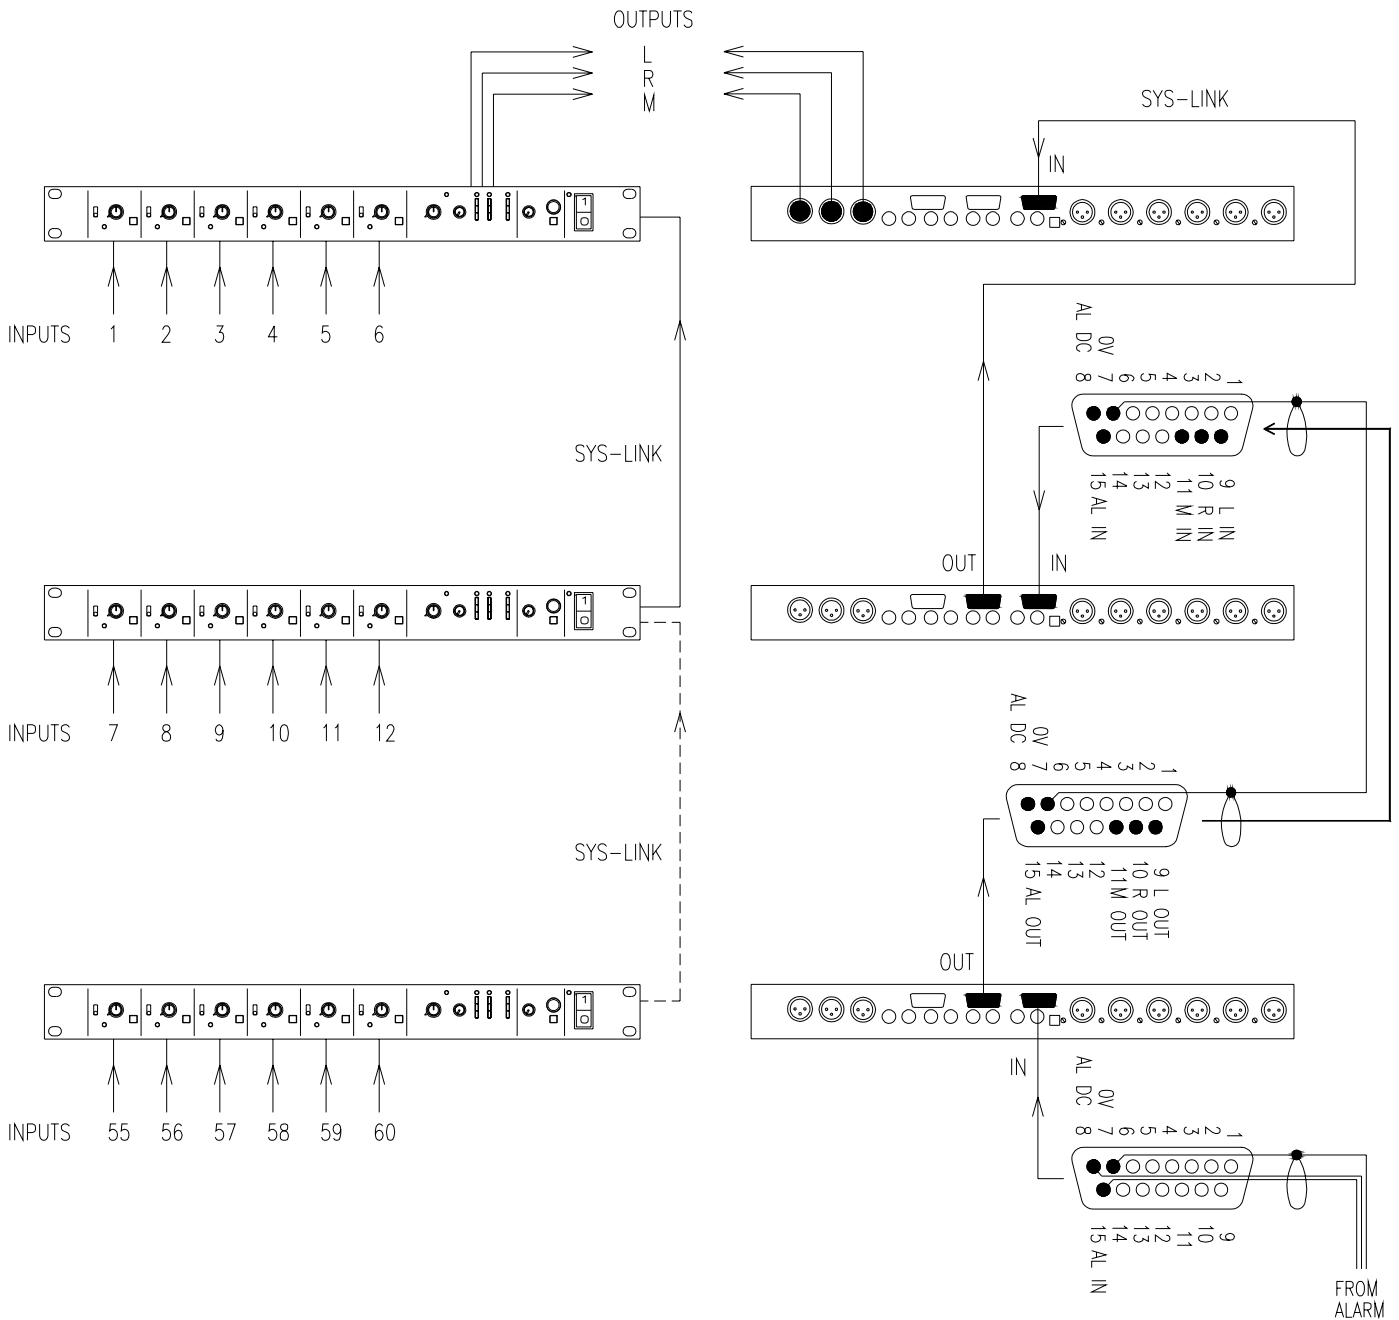 OUTPUTS
L
R
M
SYS-LINK
IN
1
O
INPUTS 1 2 3 4 5 6
AL DC 0V
8 7 6 5 4 3 2 1
SYS-LINK
15 AL IN
14
13
12
11 M IN
10 R IN
9 L IN
OUT IN
1
O
INPUTS 7 8 9 10 11 12
AL DC 0V
8 7 6 5 4 3 2 1
SYS-LINK
15 AL OUT
14
13
12
11M OUT
10 R OUT
9 L OUT
OUT
1
O
IN
AL DC 0V
8 7 6 5 4 3 2 1
INPUTS 55 56 57 58 59 60
15 AL IN
14
13
12
11
10
9
FROM
ALARM